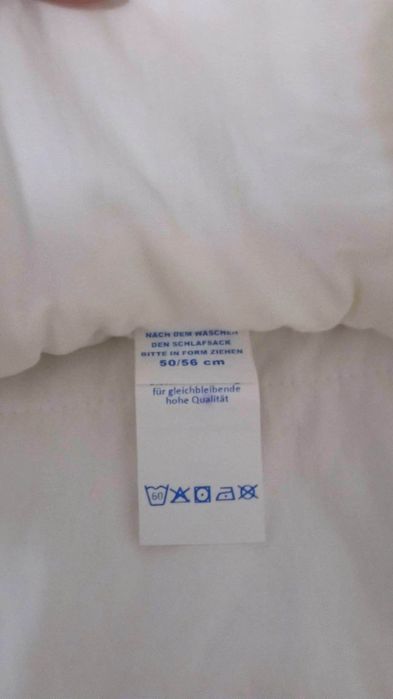 NACH DEM WASCHEN
DEN SCHLAFSACK
BITTE IN FORM ZIEHEN
50/56 cm
für gleichbleibende
hohe Qualität
60